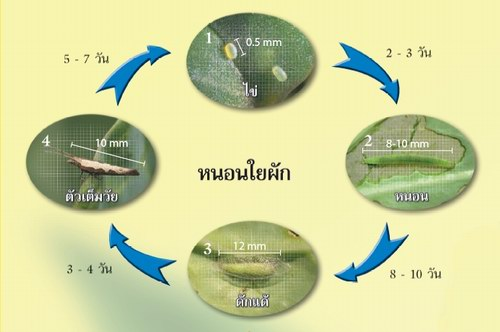 1
0.5 mm
ไข่
2 - 3 วัน
2
8-10 mm
หนอน
8 - 10 วัน
3
12 mm
ดักแด้
3 - 4 วัน
4
10 mm
ตัวเต็มวัย
5 - 7 วัน
หนอนใยผัก